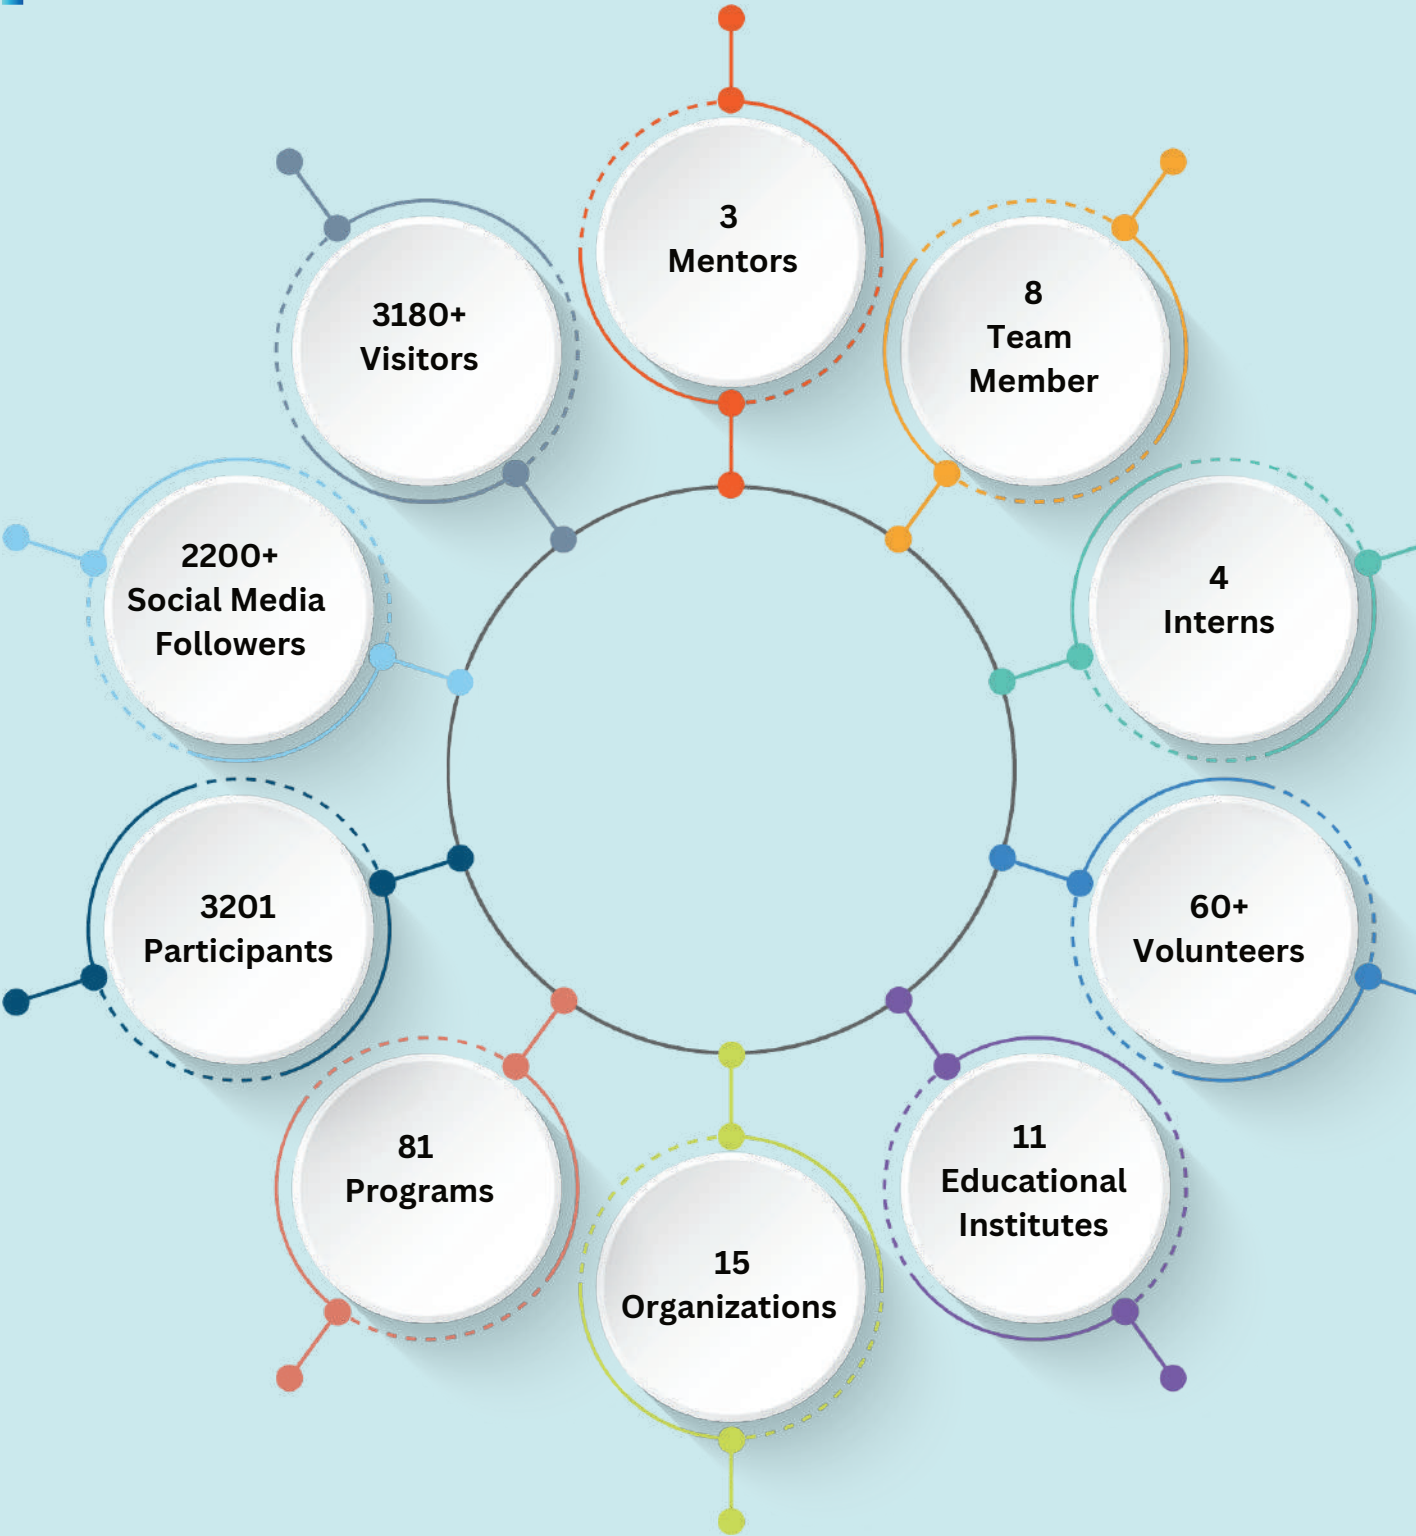 3
Mentors
8
Team
Member
4
Interns
60+
Volunteers
11
Educational
Institutes
15
Organizations
81
Programs
3201
Participants
2200+
Social Media
Followers
3180+
Visitors